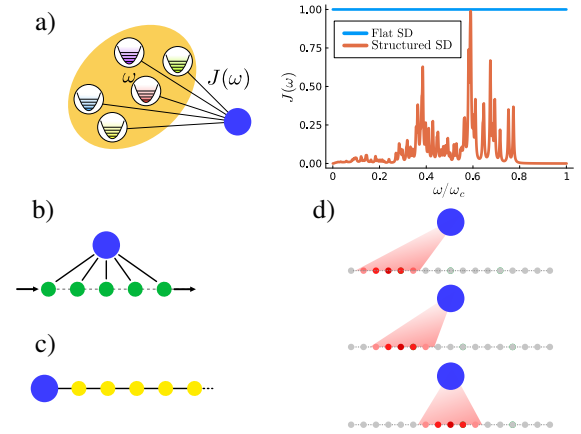 a)
ω
J(ω)
1.00
0.75
0.50
0.25
0.00
J(ω)
Flat SD
Structured SD
0
0.2
0.4
0.6
0.8
1
ω/ω_c
b)
d)
c)